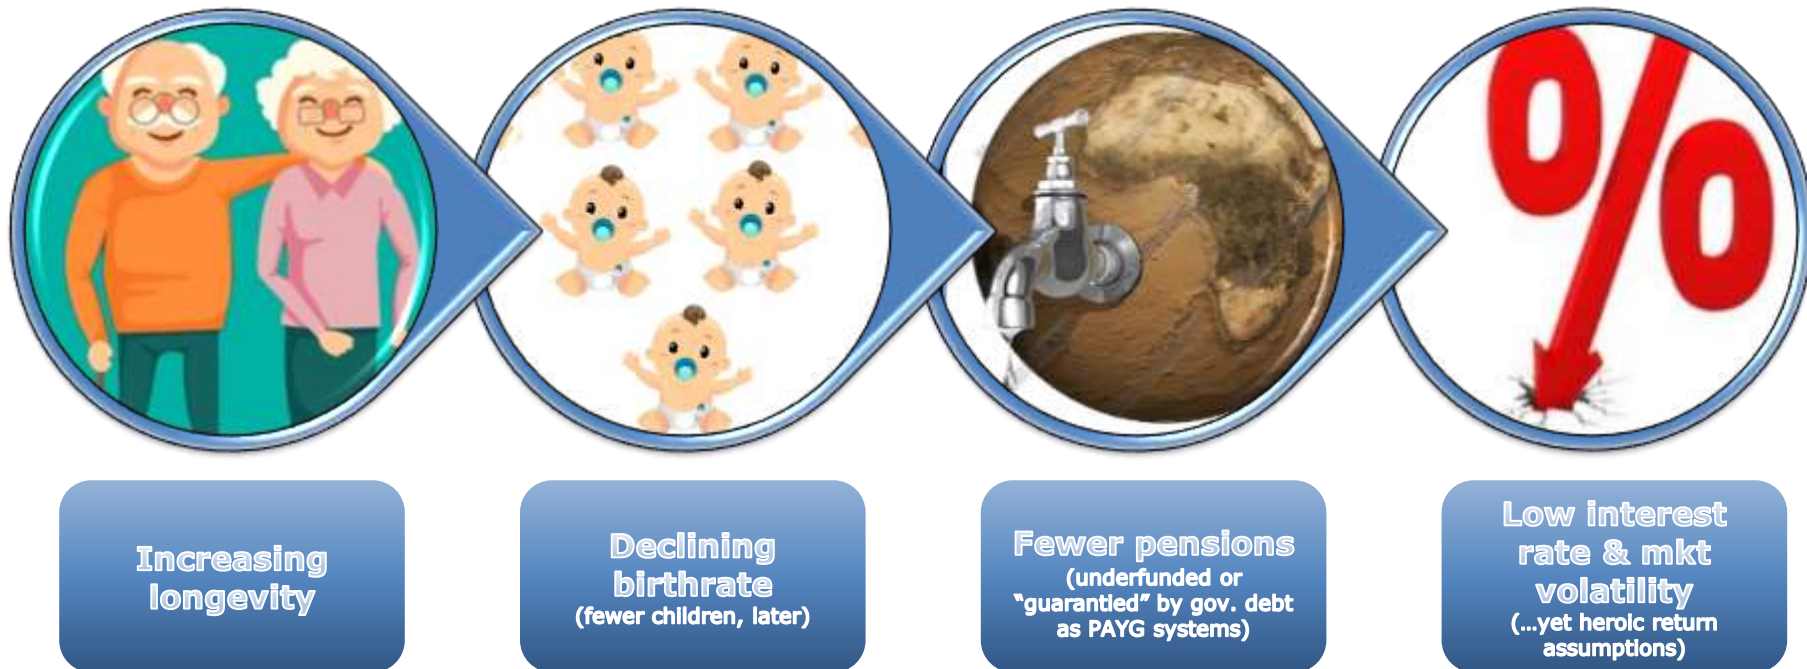 Increasing
longevity
Declining
birthrate
(fewer children, later)
Fewer pensions
(underfunded or
"guarantied" by gov. debt
as PAYG systems)
Low interest
rate & mkt
volatility
(...yet heroic return
assumptions)